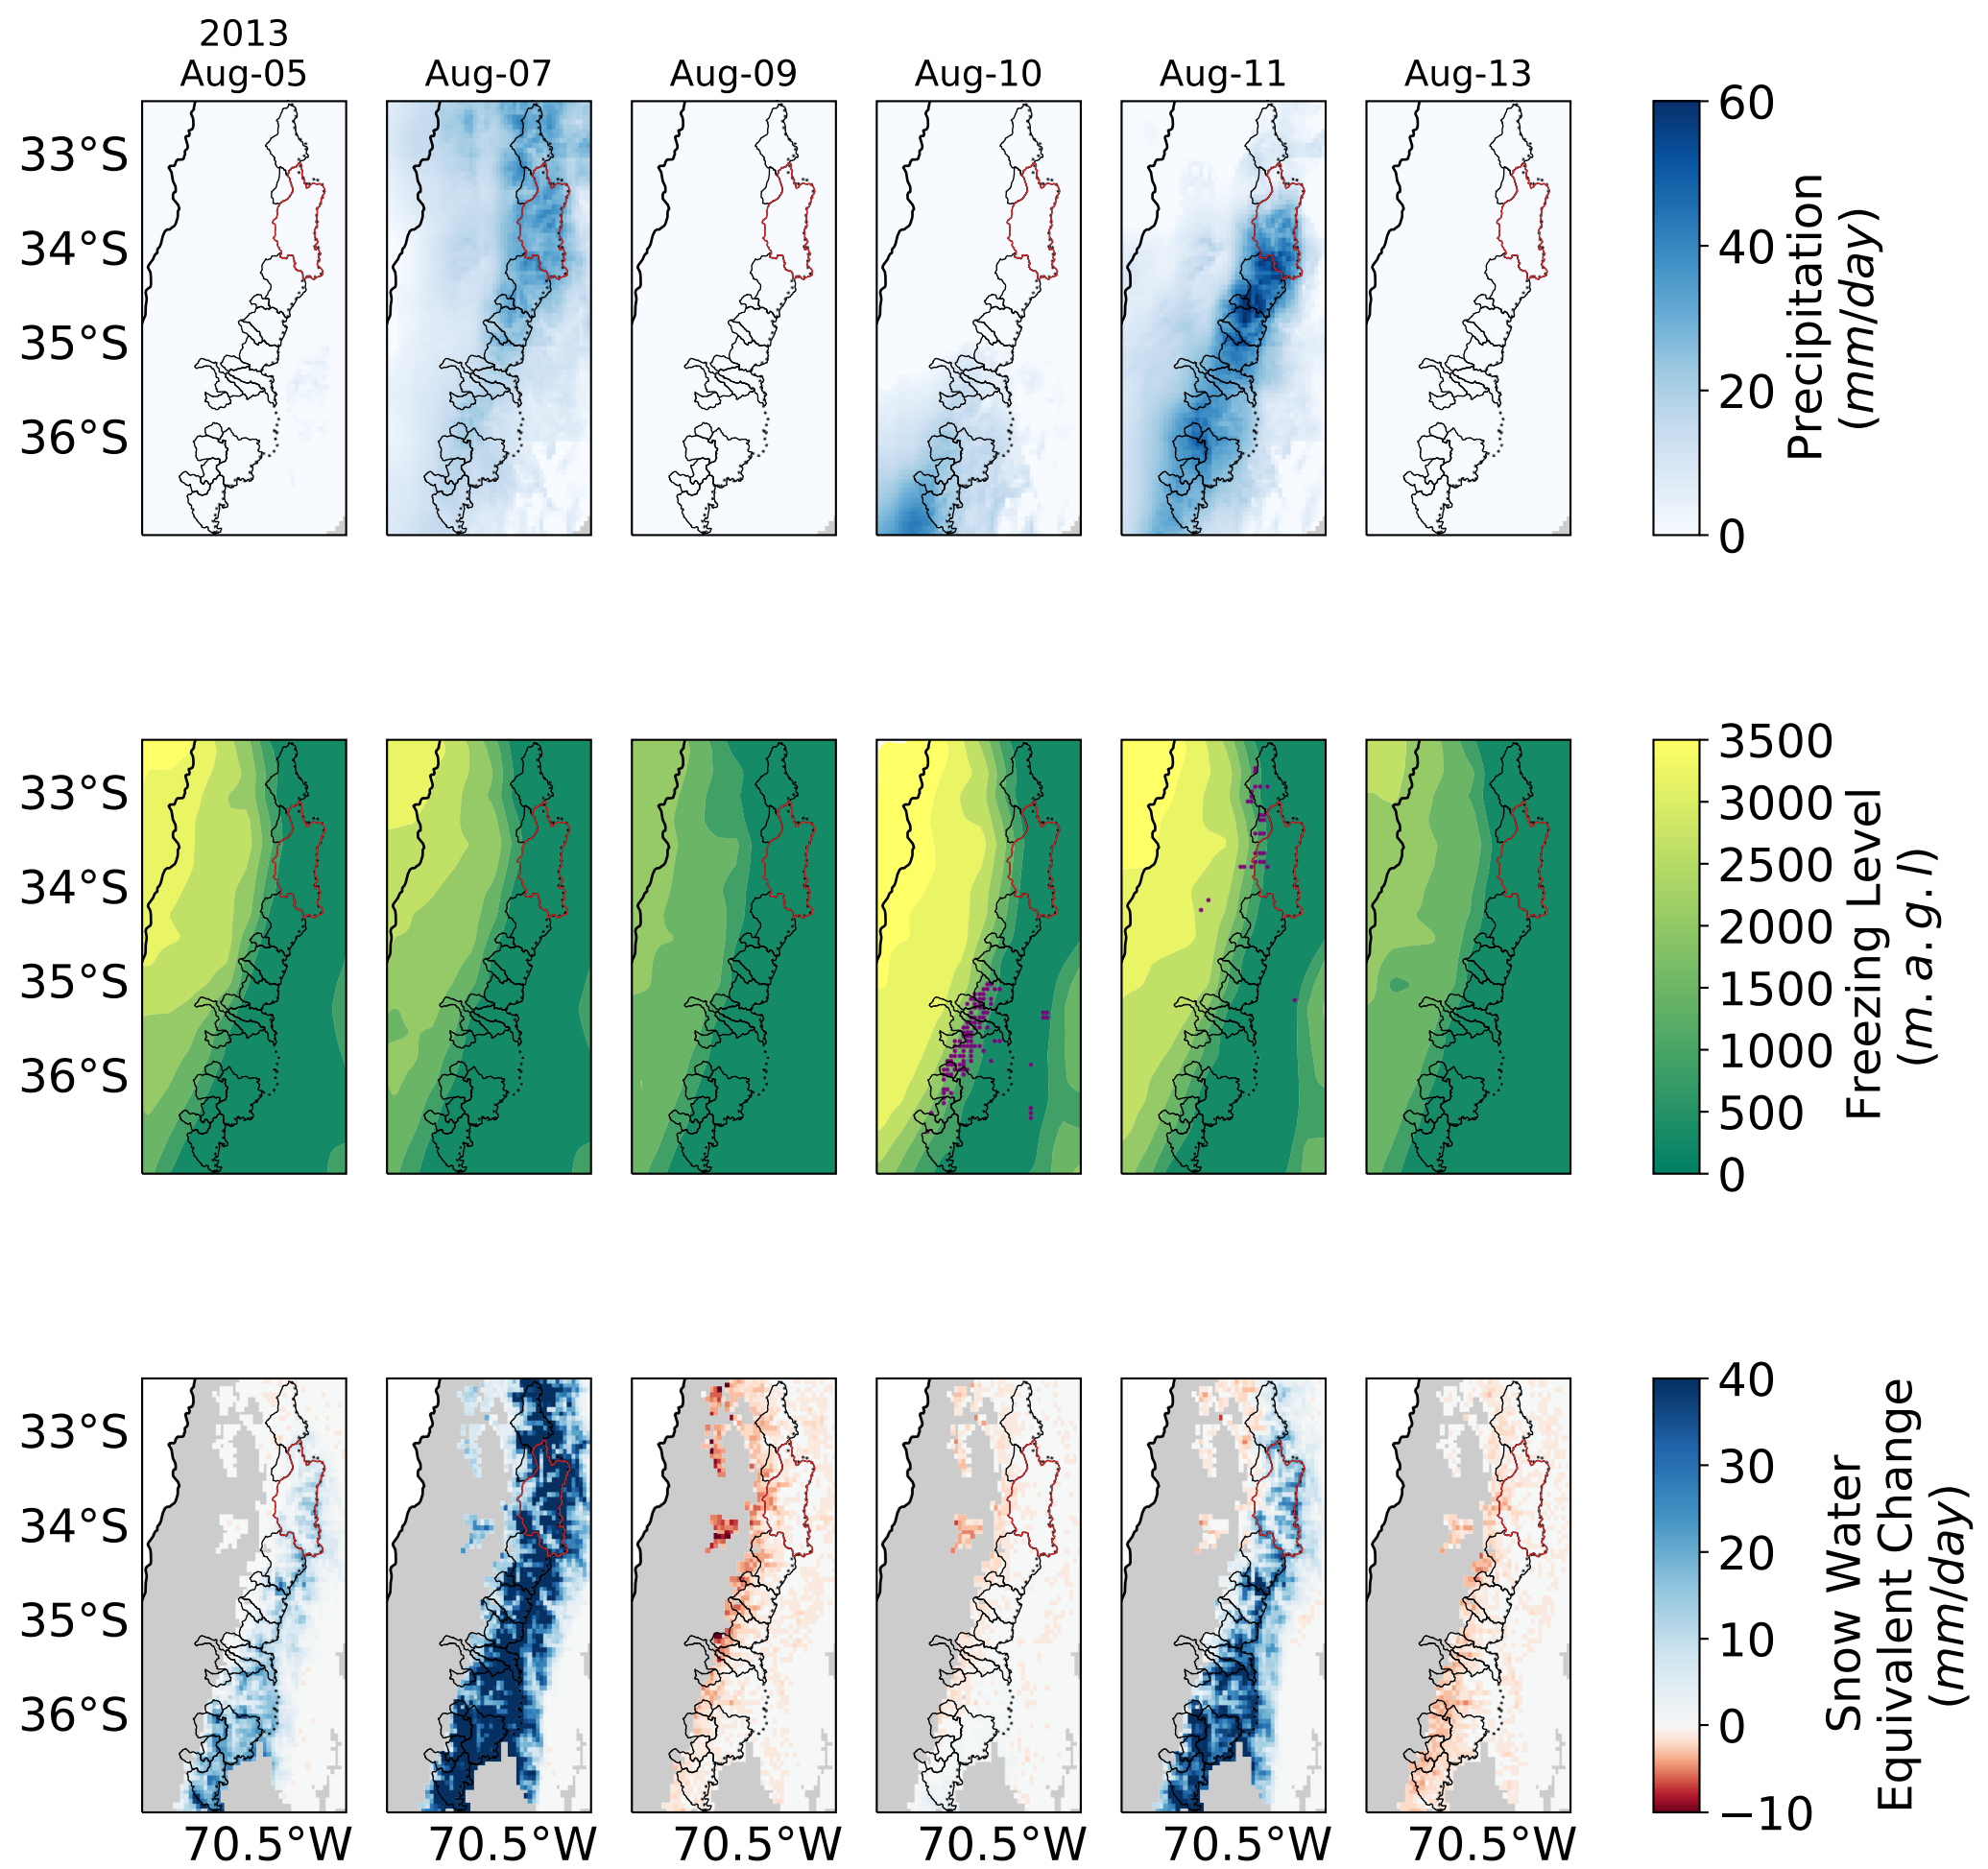 2013
Aug-05
Aug-07
Aug-09
Aug-10
Aug-11
Aug-13
33°S
34°S
35°S
36°S
60
40
20
0
Precipitation
(mm/day)
33°S
34°S
35°S
36°S
3500
3000
2500
2000
1500
1000
500
0
Freezing Level
(m.a.g.l)
33°S
34°S
35°S
36°S
70.5°W
70.5°W
70.5°W
70.5°W
70.5°W
70.5°W
40
30
20
10
0
−10
Snow Water
Equivalent Change
(mm/day)